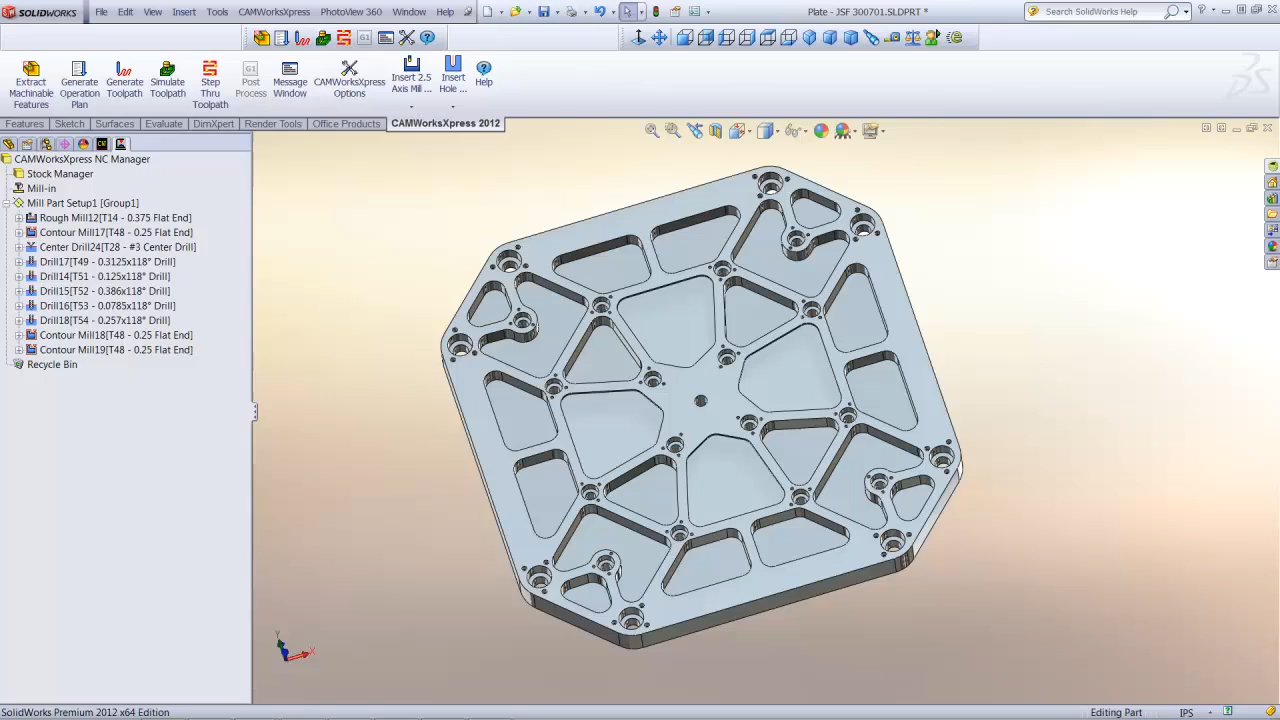 SOLIDWORKS File Edit View Insert Tools CAMWorksXpress PhotoView 360 Window Help Plate - JSF 300701.SLDPRT * Search SolidWorks Help
G1
Extract Machinable Features
Generate Operation Plan
Generate Toolpath
Simulate Toolpath
Step Thru Toolpath
G1
Post Process
Message Window
CAMWorksXpress Options
Insert 2.5 Axis Mill ...
Insert Hole ...
Help
Features Sketch Surfaces Evaluate DimXpert Render Tools Office Products CAMWorksXpress 2012
CAMWorksXpress NC Manager
Stock Manager
Mill-in
Mill Part Setup1 [Group1]
Rough Mill12[T14 - 0.375 Flat End]
Contour Mill17[T48 - 0.25 Flat End]
Center Drill24[T28 - #3 Center Drill]
Drill17[T49 - 0.3125x118° Drill]
Drill14[T51 - 0.125x118° Drill]
Drill15[T52 - 0.386x118° Drill]
Drill16[T53 - 0.0785x118° Drill]
Drill18[T54 - 0.257x118° Drill]
Contour Mill18[T48 - 0.25 Flat End]
Contour Mill19[T48 - 0.25 Flat End]
Recycle Bin
Y
X
SolidWorks Premium 2012 x64 Edition Editing Part IPS